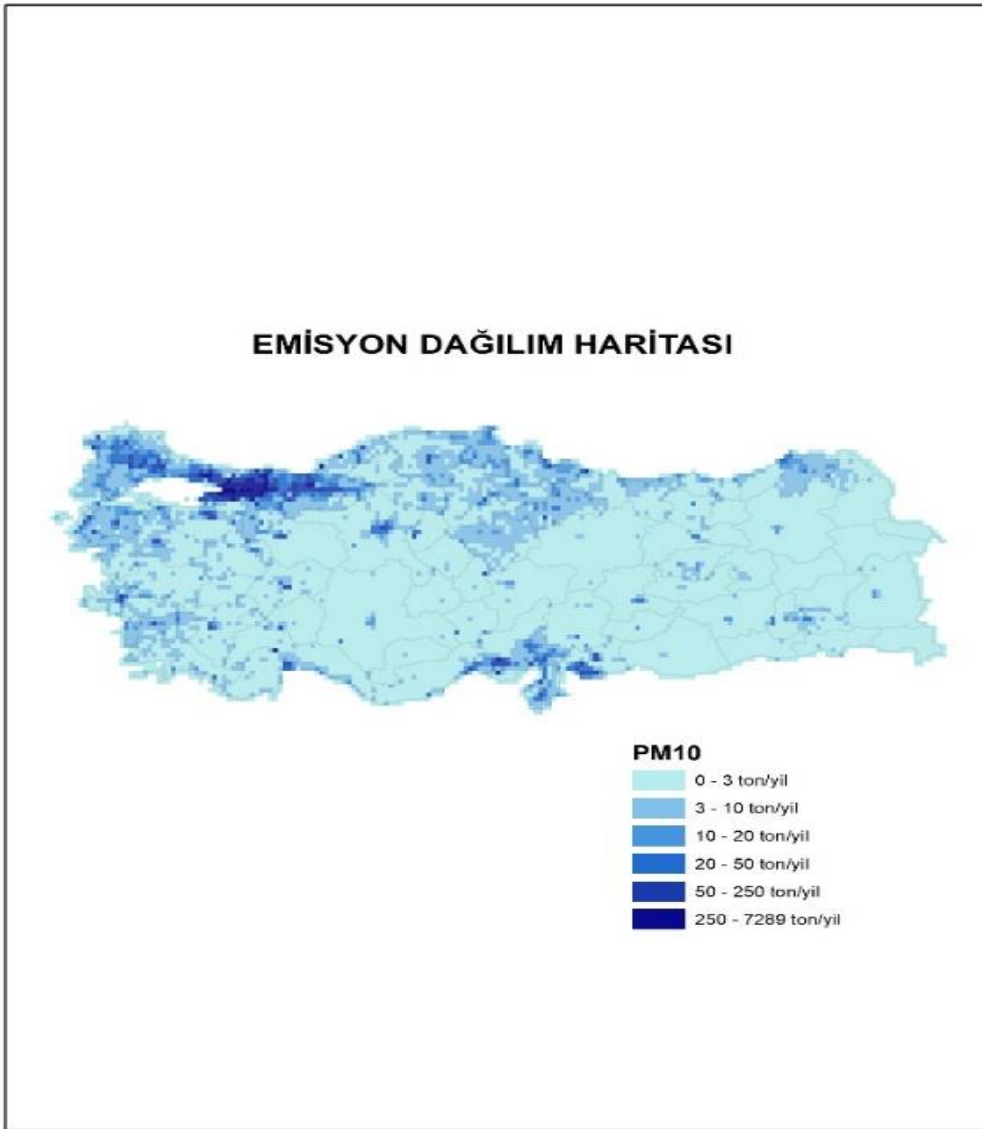 EMİSYON DAĞILIM HARİTASI
PM10
0 - 3 ton/yil
3 - 10 ton/yil
10 - 20 ton/yil
20 - 50 ton/yil
50 - 250 ton/yil
250 - 7289 ton/yil